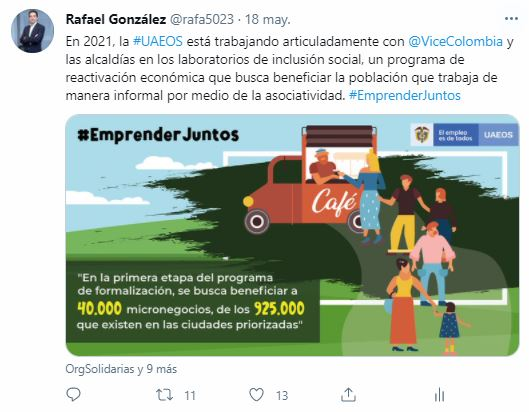 Rafael González @rafa5023 · 18 may.
En 2021, la #UAEOS está trabajando articuladamente con @ViceColombia y
las alcaldías en los laboratorios de inclusión social, un programa de
reactivación económica que busca beneficiar la población que trabaja de
manera informal por medio de la asociatividad. #EmprenderJuntos
#EmprenderJuntos
El empleo
es de todos
UAEOS
Café
"En la primera etapa del programa
de formalización, se busca beneficiar a
40.000 micronegocios, de los 925.000
que existen en las ciudades priorizadas"
OrgSolidarias y 9 más
11
13